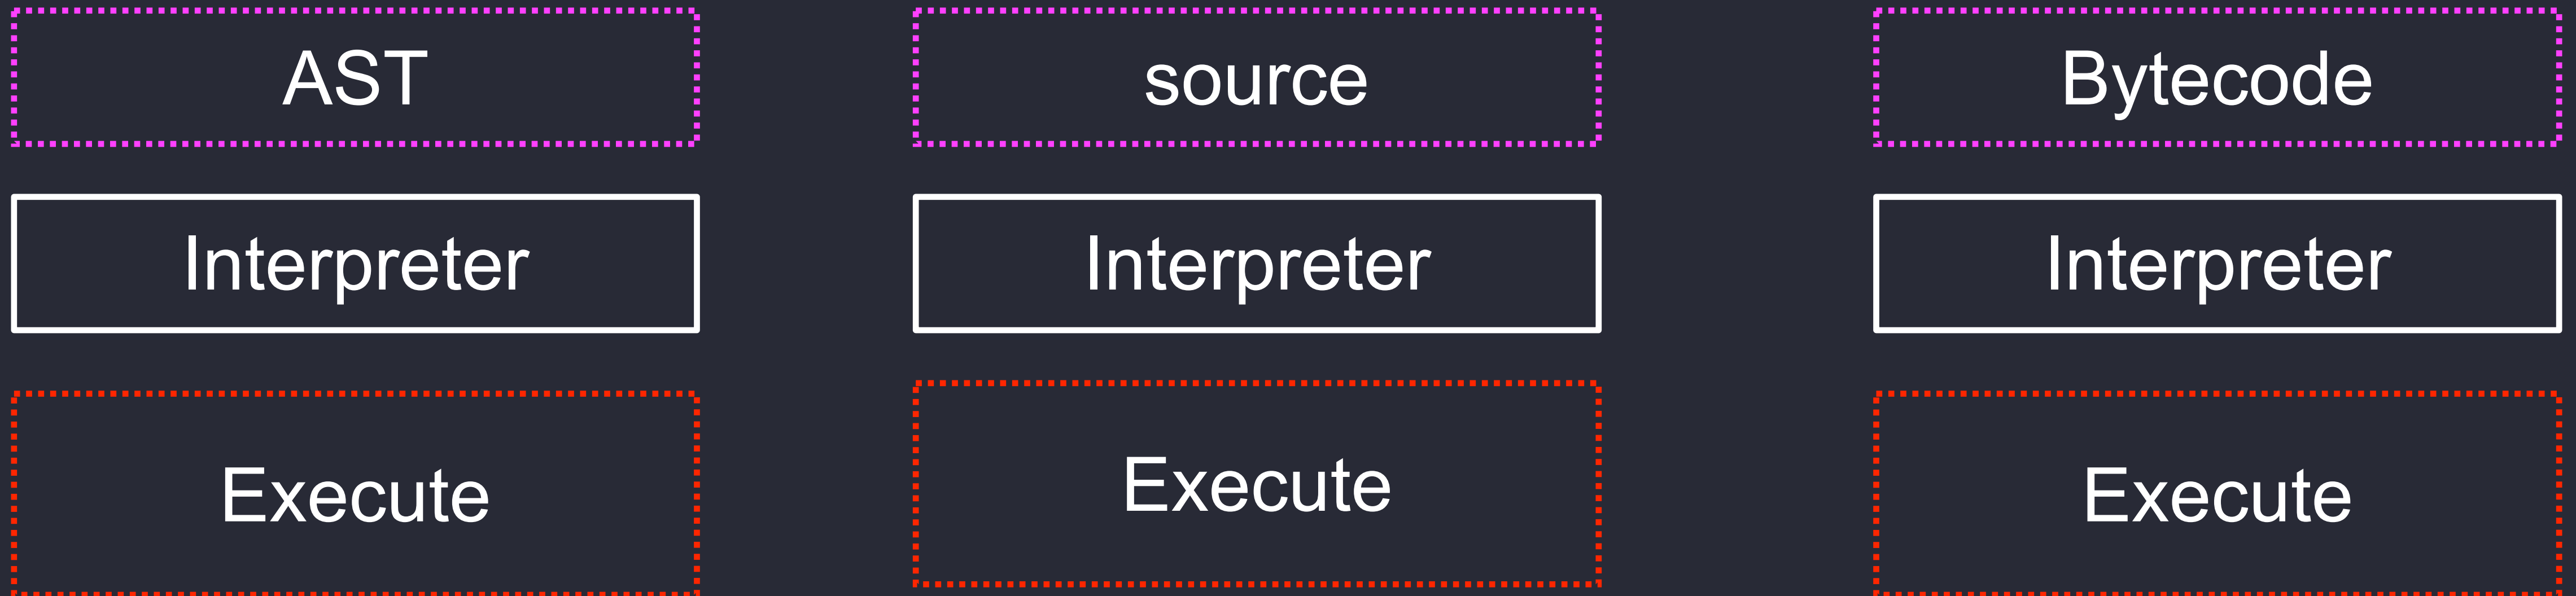 AST
source
Bytecode
Interpreter
Interpreter
Interpreter
Execute
Execute
Execute